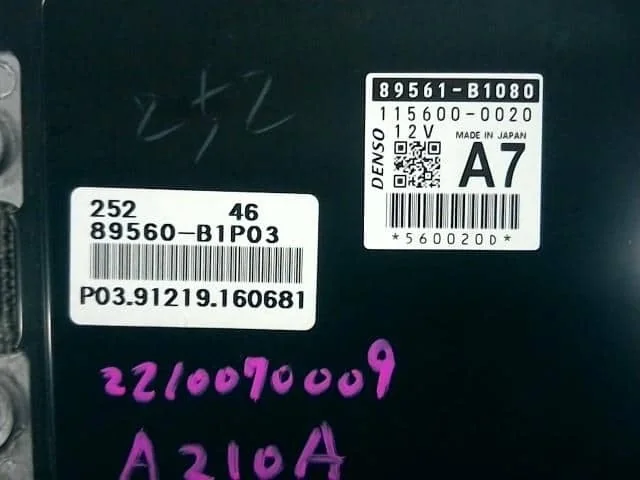 252
89561-B1080
115600-0020
12V MADE IN JAPAN
DENSO
A7
*560020D*
252 46
89560-B1P03
P03.91219.160681
2210070009
A210A